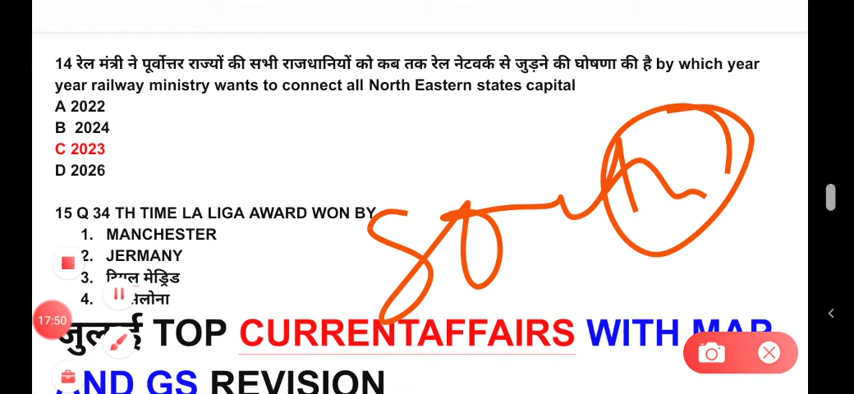 14 रेल मंत्री ने पूर्वोत्तर राज्यों की सभी राजधानियों को कब तक रेल नेटवर्क से जुड़ने की घोषणा की है by which year
year railway ministry wants to connect all North Eastern states capital
A 2022
B 2024
C 2023
D 2026
15 Q 34 TH TIME LA LIGA AWARD WON BY
1. MANCHESTER
2. JERMANY
3. मेड्रिड
4.
17:50
जुलाई TOP CURRENTAFFAIRS WITH MAP
AND GS REVISION